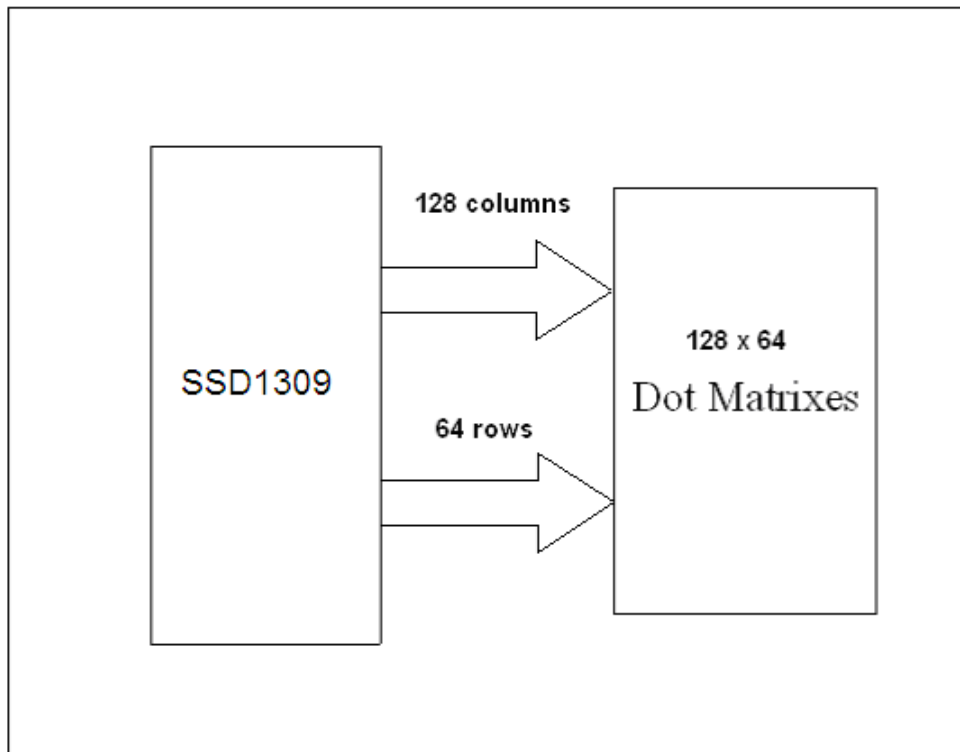 128 columns
SSD1309
64 rows
128 x 64
Dot Matrixes